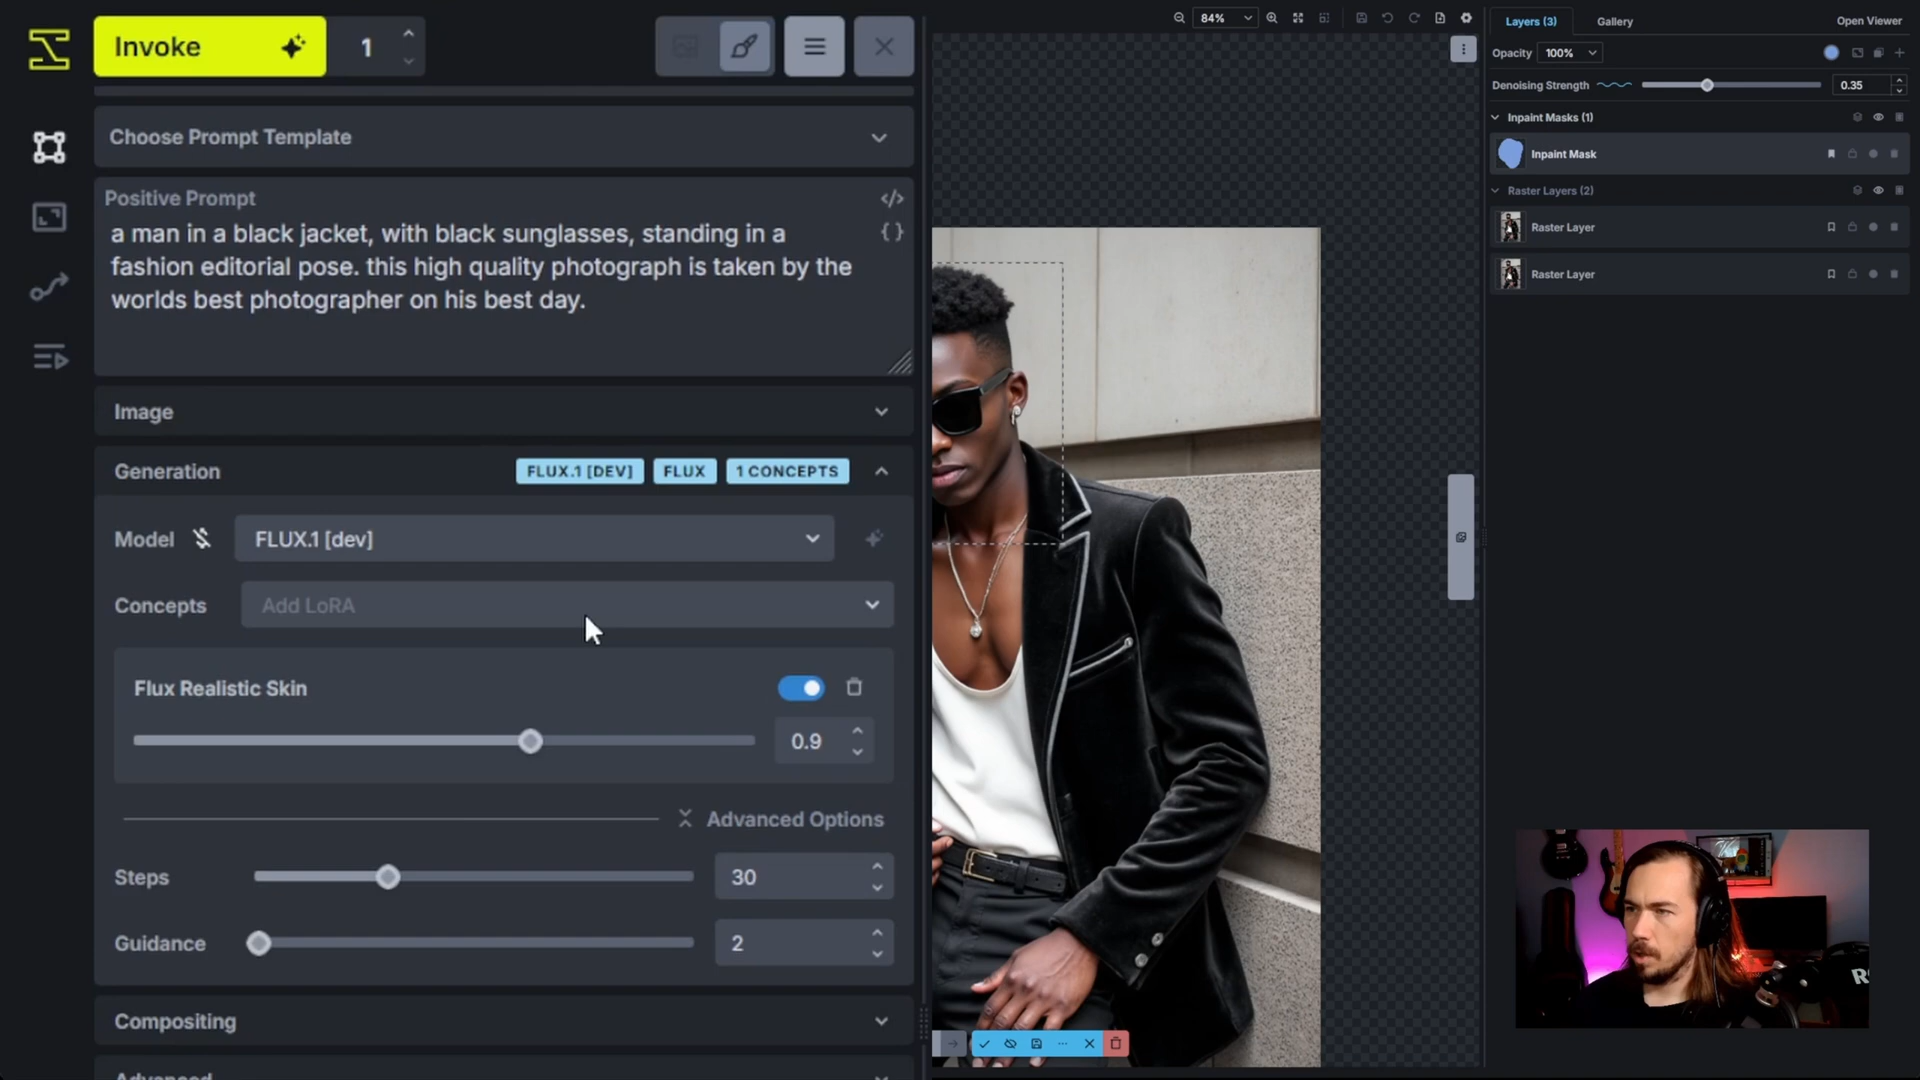 Invoke
1
Choose Prompt Template
Positive Prompt
</>
{ }
a man in a black jacket, with black sunglasses, standing in a
fashion editorial pose. this high quality photograph is taken by the
worlds best photographer on his best day.
Image
Generation
FLUX.1 [DEV]
FLUX
1 CONCEPTS
Model
FLUX.1 [dev]
Concepts
Add LoRA
Flux Realistic Skin
0.9
Advanced Options
Steps
30
Guidance
2
Compositing
Advanced
84%
Layers (3)
Gallery
Open Viewer
Opacity
100%
Denoising Strength
0.35
Inpaint Masks (1)
Inpaint Mask
Raster Layers (2)
Raster Layer
Raster Layer